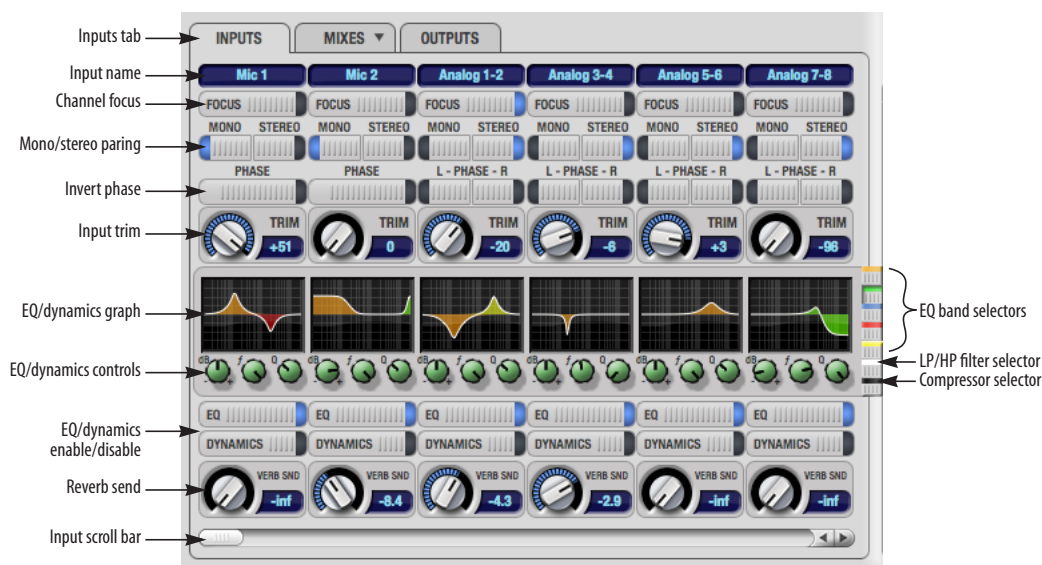 Inputs tab
INPUTS MIXES OUTPUTS
Input name
Mic 1 Mic 2 Analog 1-2 Analog 3-4 Analog 5-6 Analog 7-8
Channel focus
FOCUS FOCUS FOCUS FOCUS FOCUS FOCUS
MONO STEREO MONO STEREO MONO STEREO MONO STEREO MONO STEREO MONO STEREO
Mono/stereo paring
PHASE PHASE L - PHASE - R L - PHASE - R L - PHASE - R L - PHASE - R
Invert phase
TRIM TRIM TRIM TRIM TRIM TRIM
Input trim
+51 0 -20 -6 +3 -96
EQ/dynamics graph
EQ band selectors
dB f Q dB f Q dB f Q dB f Q dB f Q dB f Q
LP/HP filter selector
EQ/dynamics controls
- + - + - + - + - + - +
Compressor selector
EQ EQ EQ EQ EQ EQ
EQ/dynamics
enable/disable
DYNAMICS DYNAMICS DYNAMICS DYNAMICS DYNAMICS DYNAMICS
VERB SND VERB SND VERB SND VERB SND VERB SND VERB SND
Reverb send
-inf -8.4 -4.3 -2.9 -inf -inf
Input scroll bar